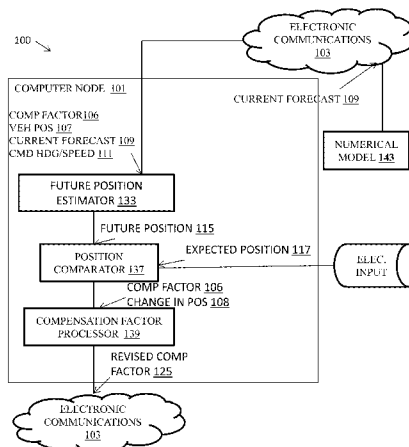 100
ELECTRONIC
COMMUNICATIONS
103
COMPUTER NODE 101
CURRENT FORECAST 109
COMP FACTOR106
VEH POS 107
CURRENT FORECAST 109
CMD HDG/SPEED 111
NUMERICAL
MODEL 143
FUTURE POSITION
ESTIMATOR 133
FUTURE POSITION
115
EXPECTED POSITION 117
POSITION
COMPARATOR 137
ELEC.
INPUT
COMP FACTOR 106
CHANGE IN POS 108
COMPENSATION FACTOR
PROCESSOR 139
REVISED COMP
FACTOR 125
ELECTRONIC
COMMUNICATIONS
103